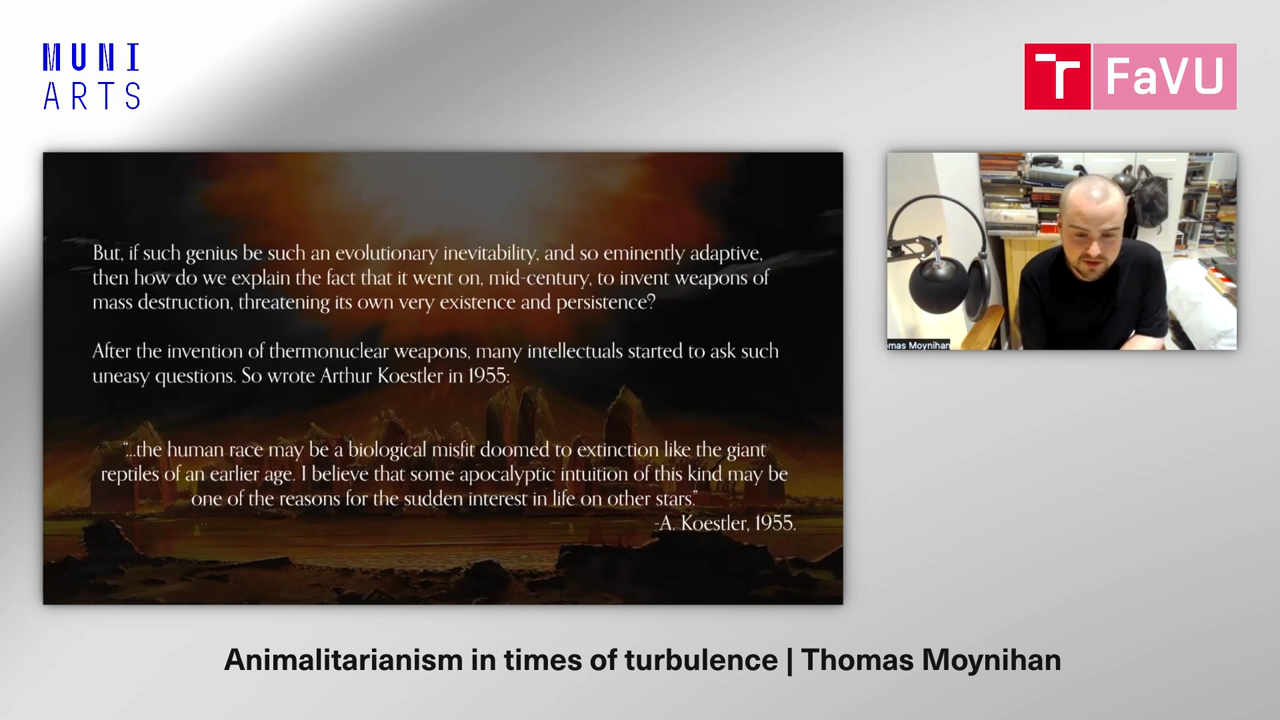 MUNI
ARTS
FaVU
But, if such genius be such an evolutionary inevitability, and so eminently adaptive,
then how do we explain the fact that it went on, mid-century, to invent weapons of
mass destruction, threatening its own very existence and persistence?
After the invention of thermonuclear weapons, many intellectuals started to ask such
uneasy questions. So wrote Arthur Koestler in 1955:
“...the human race may be a biological misfit doomed to extinction like the giant
reptiles of an earlier age. I believe that some apocalyptic intuition of this kind may be
one of the reasons for the sudden interest in life on other stars.”
-A. Koestler, 1955.
mas Moynihan
Animalitarianism in times of turbulence | Thomas Moynihan